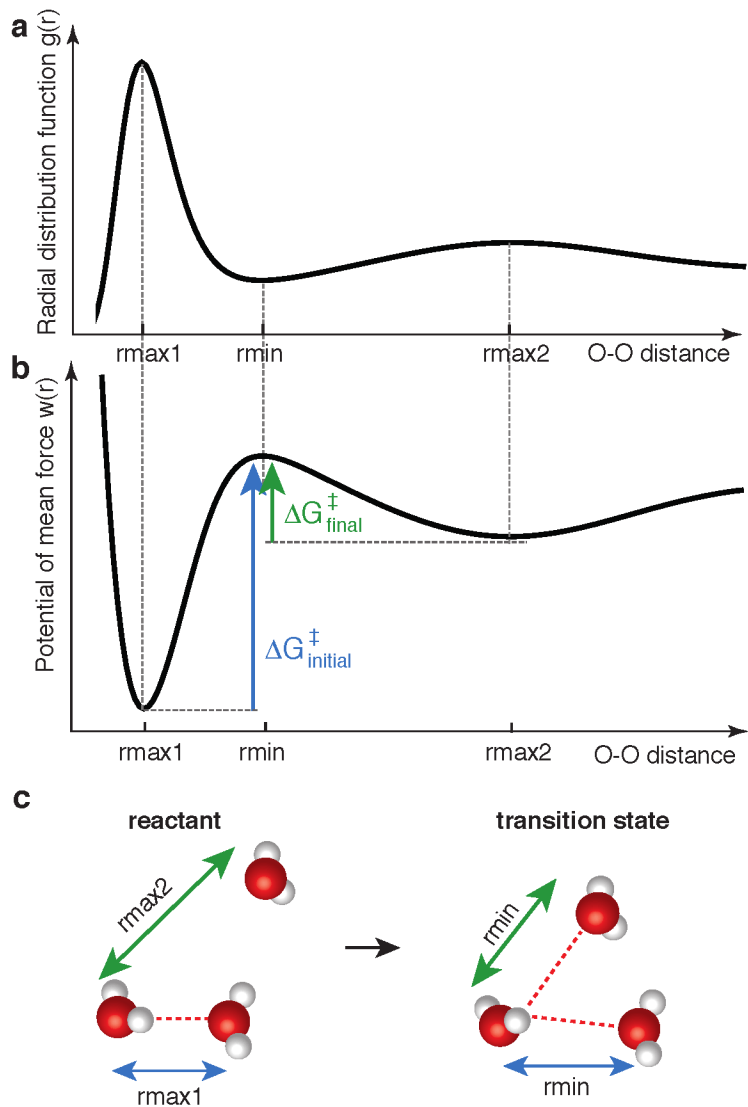 a
Radial distribution function g(r)
rmax1
rmin
rmax2
O-O distance
b
Potential of mean force w(r)
ΔG‡final
ΔG‡initial
rmax1
rmin
rmax2
O-O distance
c
reactant
transition state
rmax2
rmin
rmax1
rmin